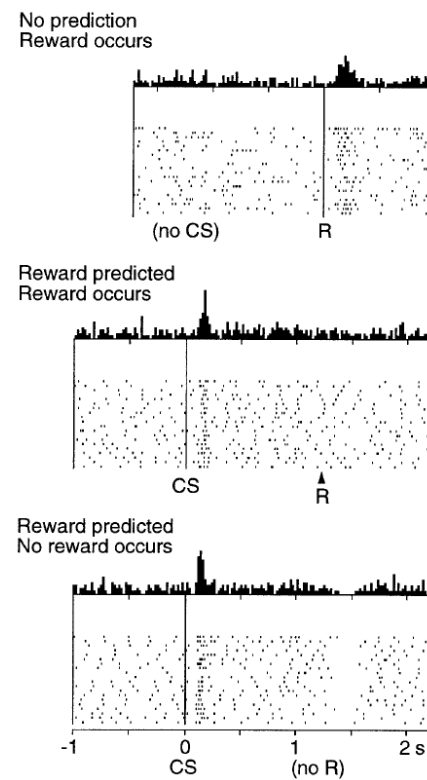 No prediction
Reward occurs
(no CS) R
Reward predicted
Reward occurs
CS R
Reward predicted
No reward occurs
-1 0 1 2 s
CS (no R)